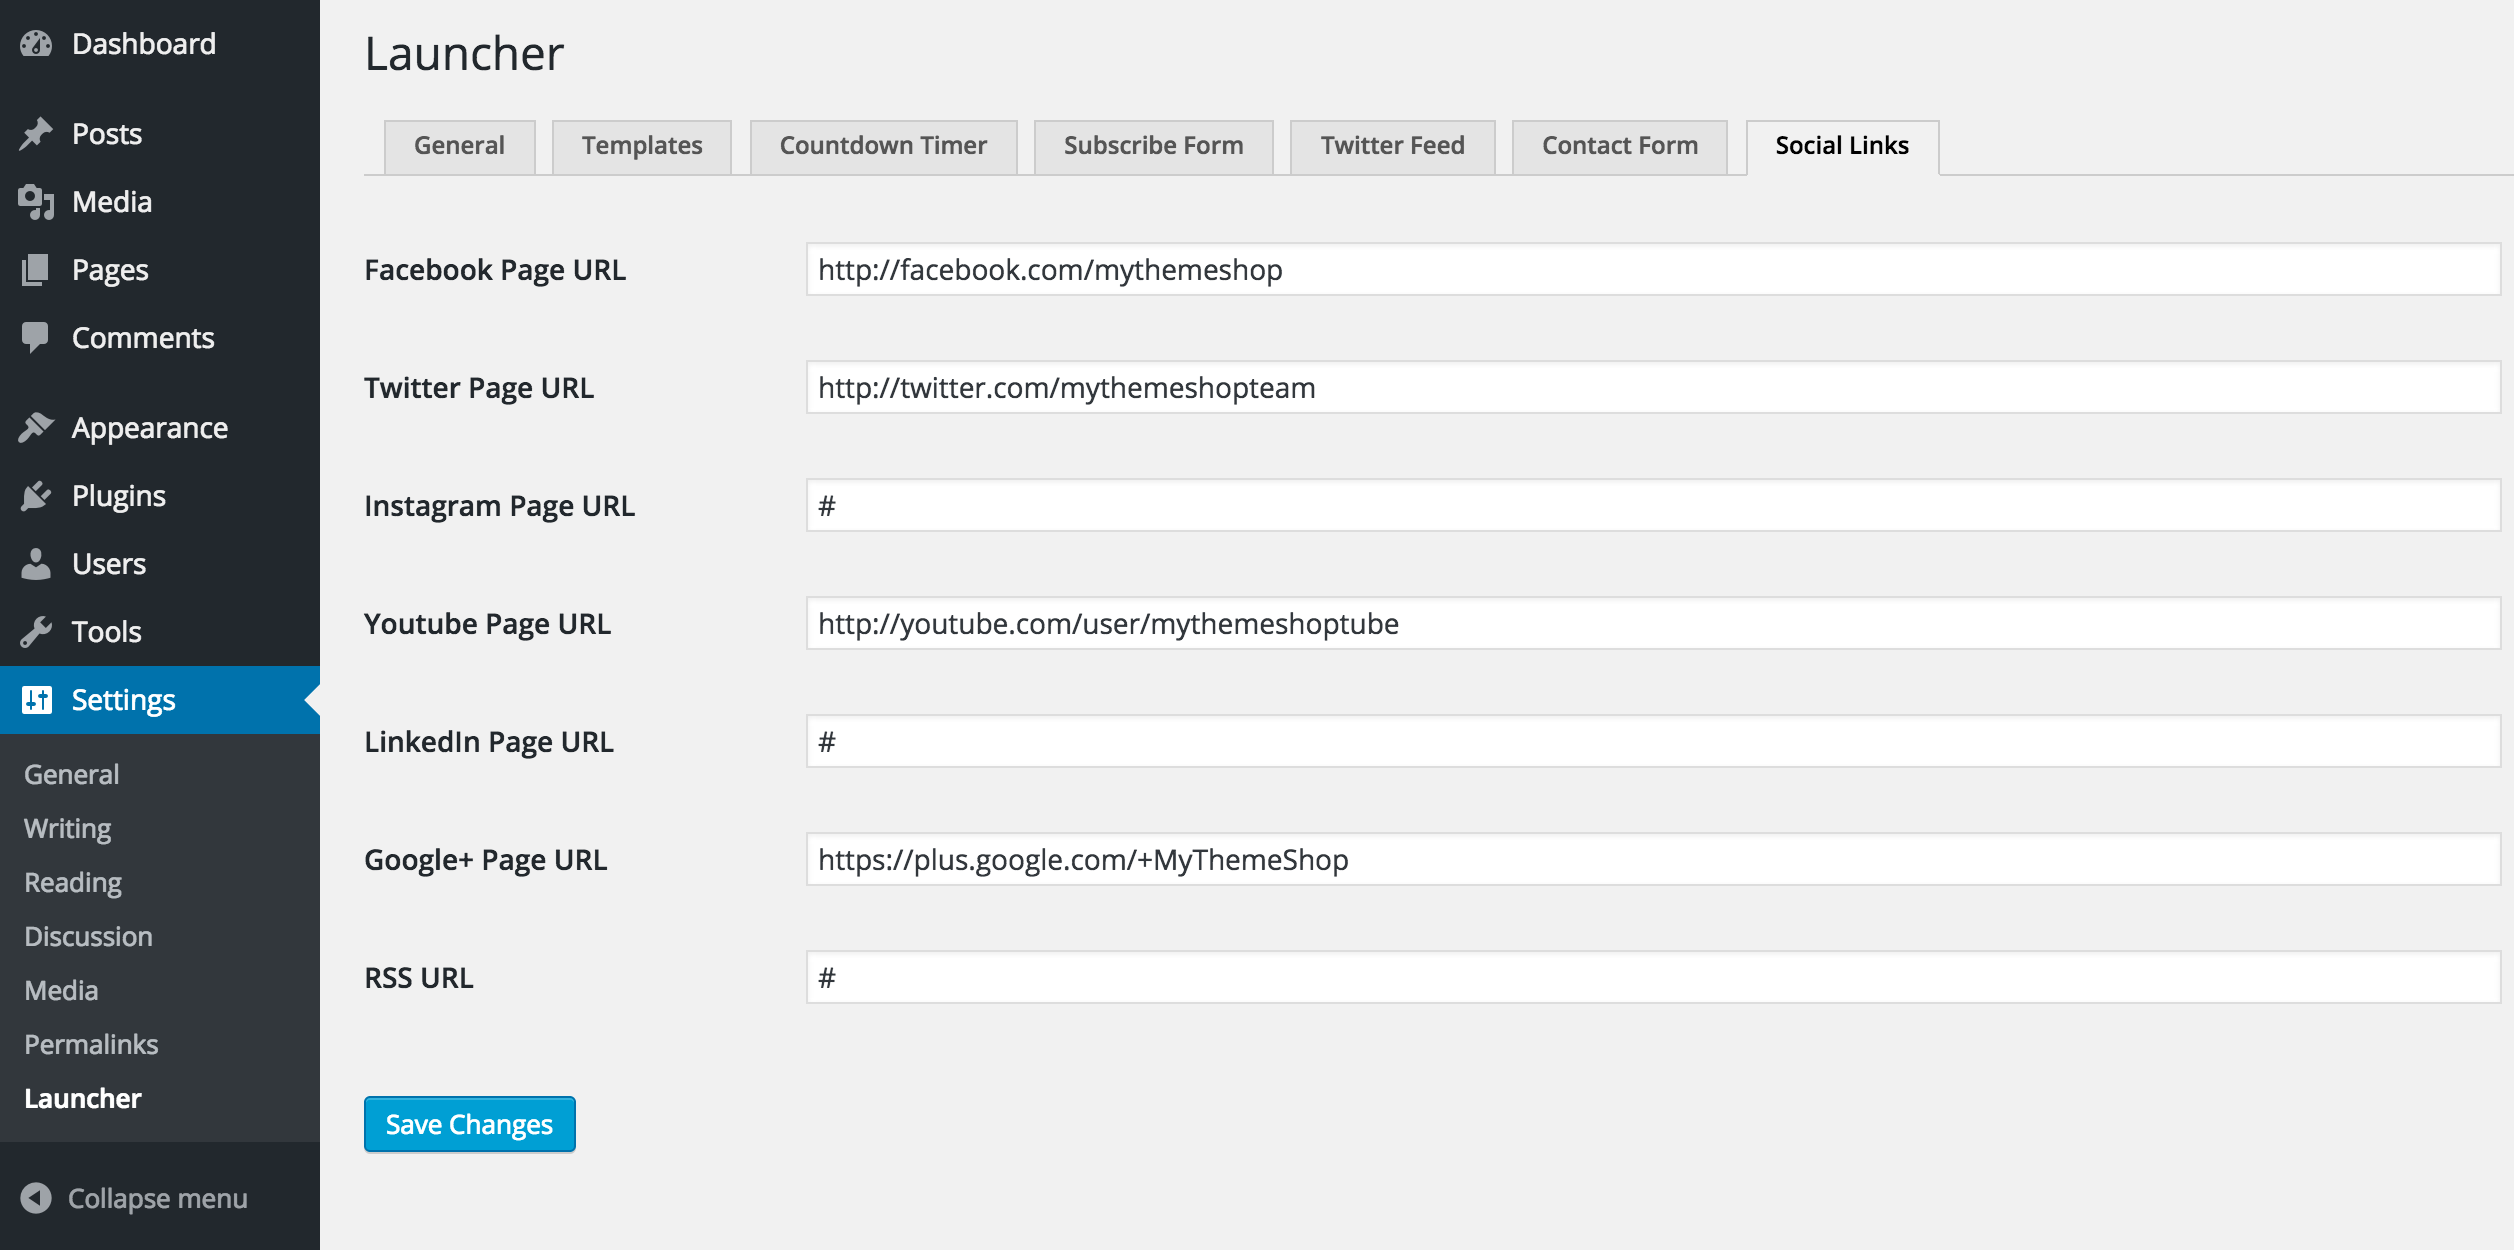 Dashboard
Posts
Media
Pages
Comments
Appearance
Plugins
Users
Tools
Settings
General
Writing
Reading
Discussion
Media
Permalinks
Launcher
Collapse menu
Launcher
General Templates Countdown Timer Subscribe Form Twitter Feed Contact Form Social Links
Facebook Page URL http://facebook.com/mythemeshop
Twitter Page URL http://twitter.com/mythemeshopteam
Instagram Page URL #
Youtube Page URL http://youtube.com/user/mythemeshoptube
LinkedIn Page URL #
Google+ Page URL https://plus.google.com/+MyThemeShop
RSS URL #
Save Changes